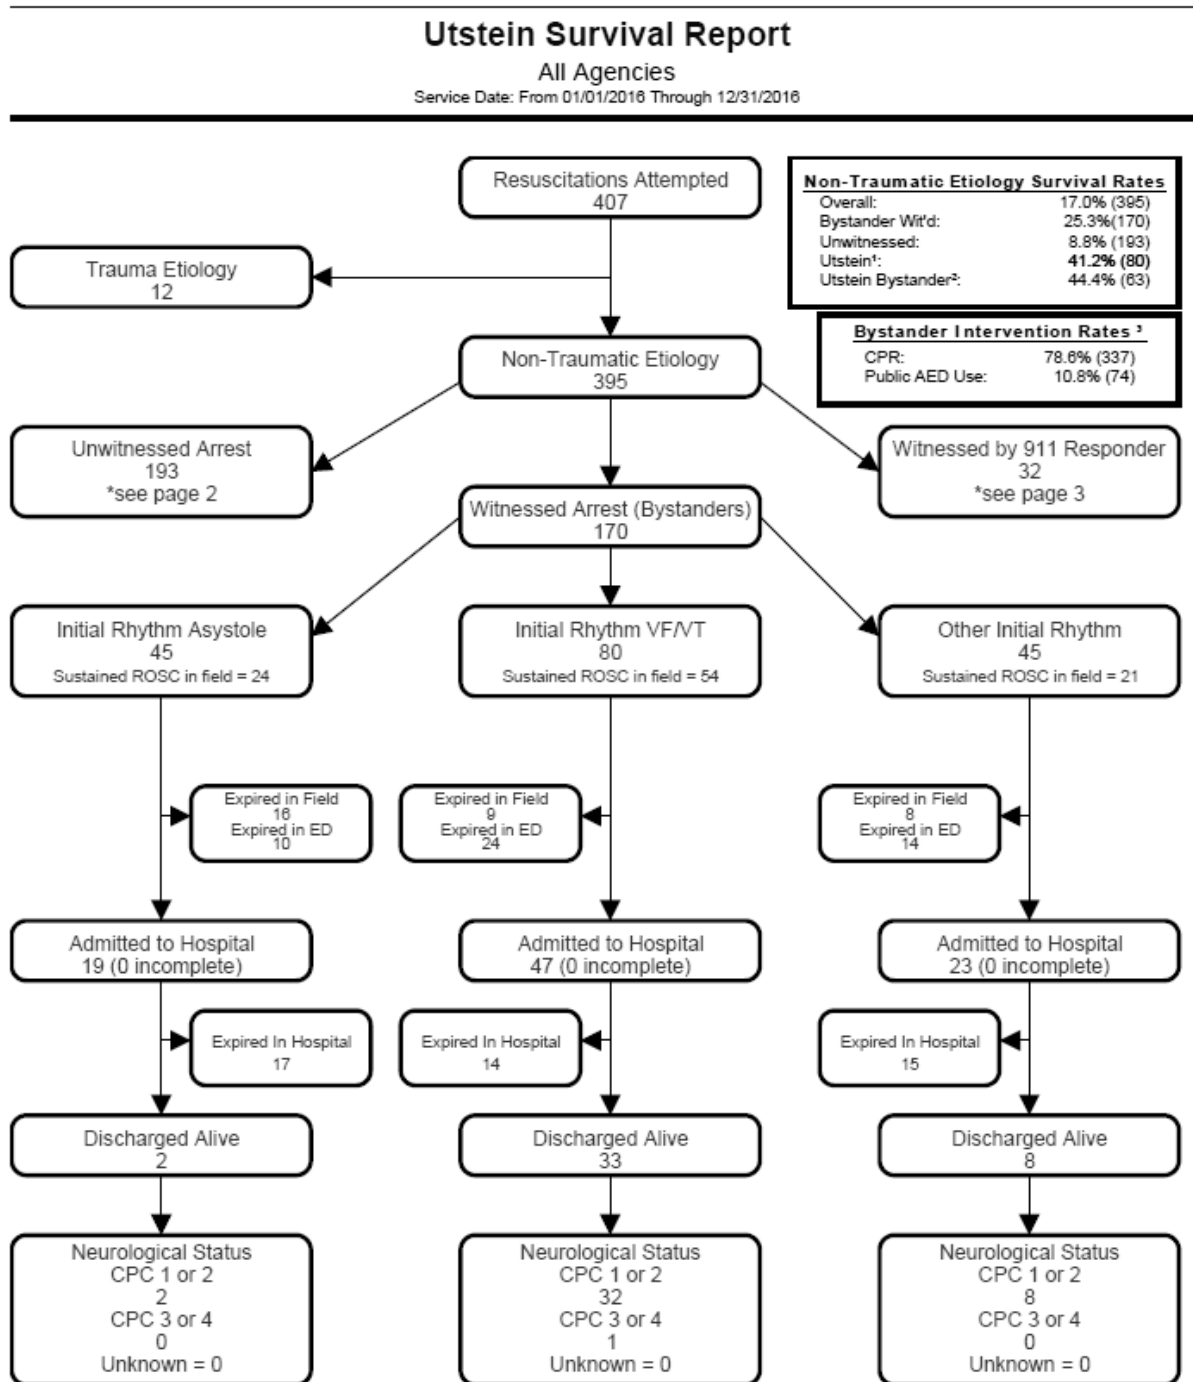 Utstein Survival Report
All Agencies
Service Date: From 01/01/2016 Through 12/31/2016
Resuscitations Attempted
407
Non-Traumatic Etiology Survival Rates
Overall: 17.0% (395)
Bystander Wit'd: 25.3%(170)
Unwitnessed: 8.8% (193)
Utstein¹: 41.2% (80)
Utstein Bystander²: 44.4% (63)
Trauma Etiology
12
Bystander Intervention Rates ³
CPR: 78.6% (337)
Public AED Use: 10.8% (74)
Non-Traumatic Etiology
395
Unwitnessed Arrest
193
*see page 2
Witnessed by 911 Responder
32
*see page 3
Witnessed Arrest (Bystanders)
170
Initial Rhythm Asystole
45
Sustained ROSC in field = 24
Initial Rhythm VF/VT
80
Sustained ROSC in field = 54
Other Initial Rhythm
45
Sustained ROSC in field = 21
Expired in Field
16
Expired in ED
10
Expired in Field
9
Expired in ED
24
Expired in Field
8
Expired in ED
14
Admitted to Hospital
19 (0 incomplete)
Admitted to Hospital
47 (0 incomplete)
Admitted to Hospital
23 (0 incomplete)
Expired In Hospital
17
Expired In Hospital
14
Expired In Hospital
15
Discharged Alive
2
Discharged Alive
33
Discharged Alive
8
Neurological Status
CPC 1 or 2
2
CPC 3 or 4
0
Unknown = 0
Neurological Status
CPC 1 or 2
32
CPC 3 or 4
1
Unknown = 0
Neurological Status
CPC 1 or 2
8
CPC 3 or 4
0
Unknown = 0